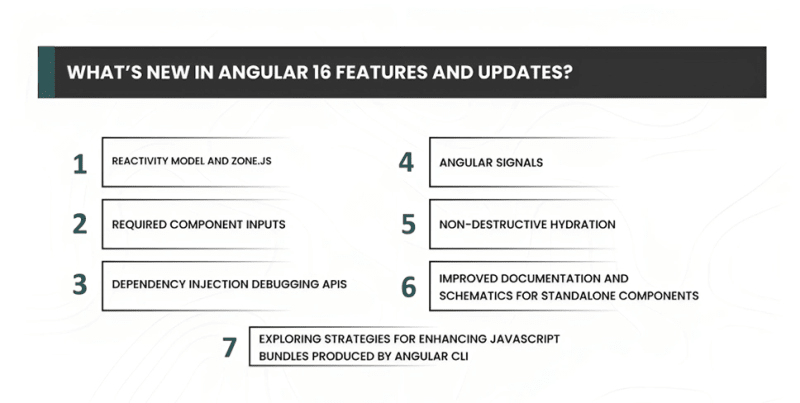 WHAT'S NEW IN ANGULAR 16 FEATURES AND UPDATES?
1 REACTIVITY MODEL AND ZONE.JS
2 REQUIRED COMPONENT INPUTS
3 DEPENDENCY INJECTION DEBUGGING APIS
4 ANGULAR SIGNALS
5 NON-DESTRUCTIVE HYDRATION
6 IMPROVED DOCUMENTATION AND
SCHEMATICS FOR STANDALONE COMPONENTS
7 EXPLORING STRATEGIES FOR ENHANCING JAVASCRIPT
BUNDLES PRODUCED BY ANGULAR CLI